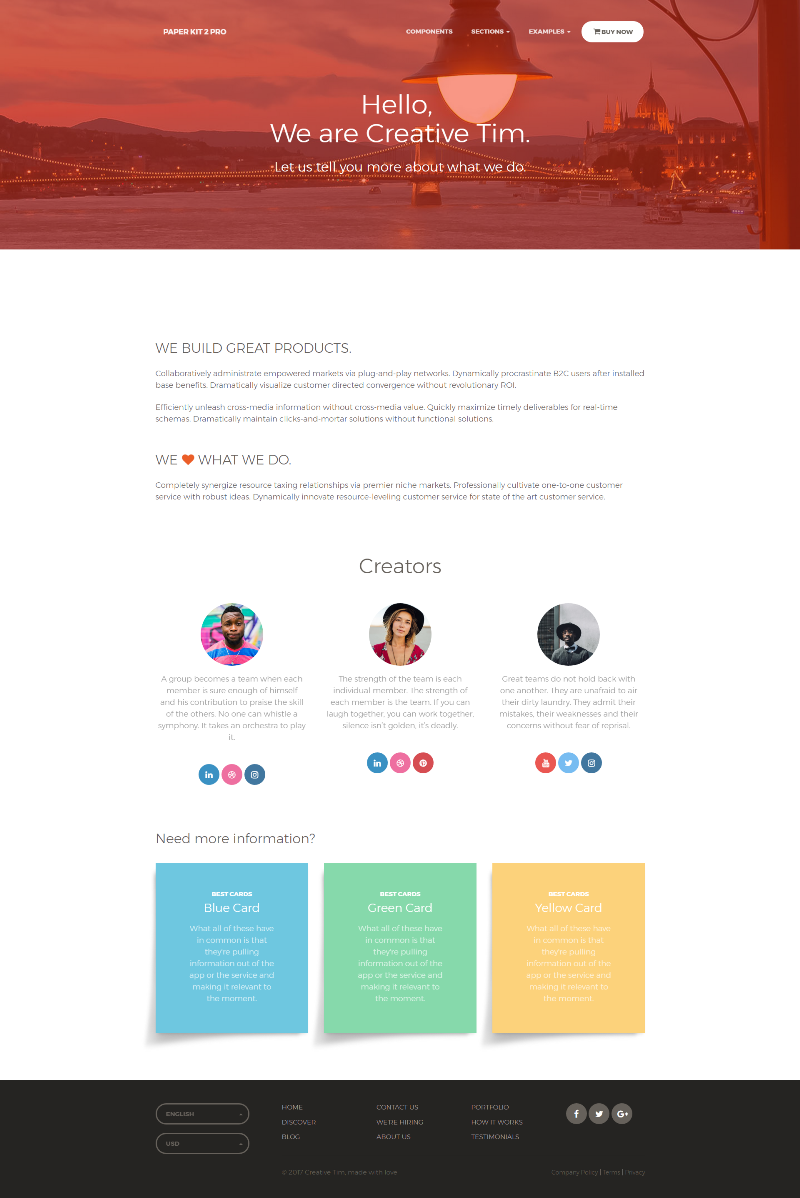 PAPER KIT 2 PRO
COMPONENTS
SECTIONS
EXAMPLES
BUY NOW
Hello,
We are Creative Tim.
Let us tell you more about what we do.
WE BUILD GREAT PRODUCTS.
Collaboratively administrate empowered markets via plug-and-play networks. Dynamically procrastinate B2C users after installed
base benefits. Dramatically visualize customer directed convergence without revolutionary ROI.
Efficiently unleash cross-media information without cross-media value. Quickly maximize timely deliverables for real-time
schemas. Dramatically maintain clicks-and-mortar solutions without functional solutions.
WE WHAT WE DO.
Completely synergize resource taxing relationships via premier niche markets. Professionally cultivate one-to-one customer
service with robust ideas. Dynamically innovate resource-leveling customer service for state of the art customer service.
Creators
A group becomes a team when each
member is sure enough of himself
and his contribution to praise the skill
of the others. No one can whistle a
symphony. It takes an orchestra to play
it.
The strength of the team is each
individual member. The strength of
each member is the team. If you can
laugh together, you can work together,
silence isn't golden, it's deadly.
Great teams do not hold back with
one another. They are unafraid to air
their dirty laundry. They admit their
mistakes, their weaknesses and their
concerns without fear of reprisal.
Need more information?
BEST CARDS
Blue Card
What all of these have
in common is that
they're pulling
information out of the
app or the service and
making it relevant to
the moment.
BEST CARDS
Green Card
What all of these have
in common is that
they're pulling
information out of the
app or the service and
making it relevant to
the moment.
BEST CARDS
Yellow Card
What all of these have
in common is that
they're pulling
information out of the
app or the service and
making it relevant to
the moment.
ENGLISH
USD
HOME
DISCOVER
BLOG
CONTACT US
WE'RE HIRING
ABOUT US
PORTFOLIO
HOW IT WORKS
TESTIMONIALS
© 2017 Creative Tim, made with love
Company Policy | Terms | Privacy